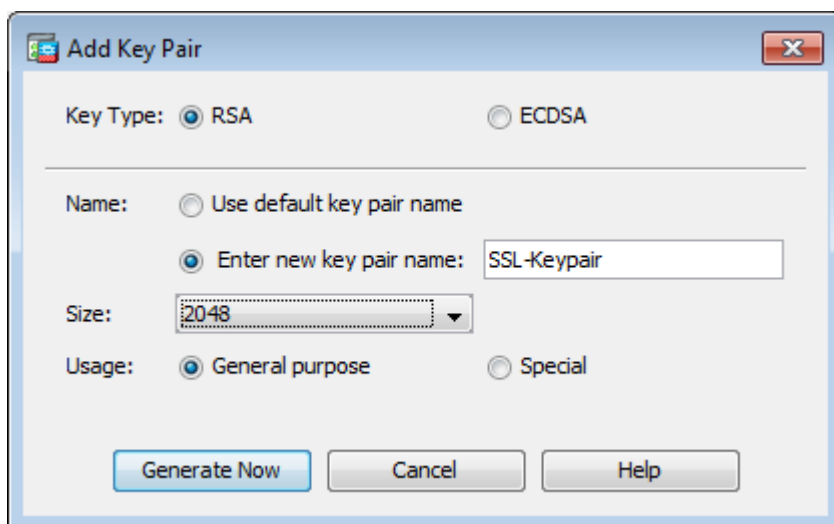 Add Key Pair
Key Type: RSA ECDSA
Name: Use default key pair name
Enter new key pair name: SSL-Keypair
Size: 2048
Usage: General purpose Special
Generate Now Cancel Help